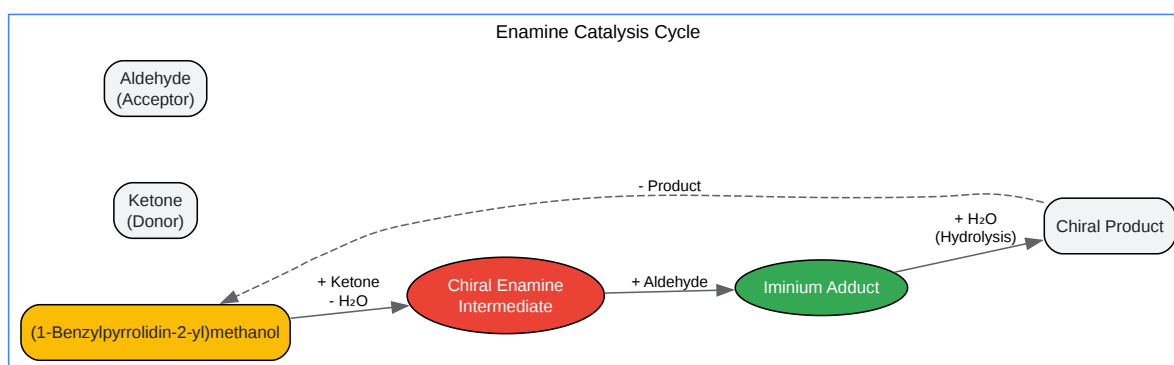 Enamine Catalysis Cycle
Aldehyde
(Acceptor)
Ketone
(Donor)
- Product
+ H₂O
(Hydrolysis)
Chiral Product
+ Ketone
- H₂O
Chiral Enamine
Intermediate
+ Aldehyde
Iminium Adduct
(1-Benzylpyrrolidin-2-yl)methanol